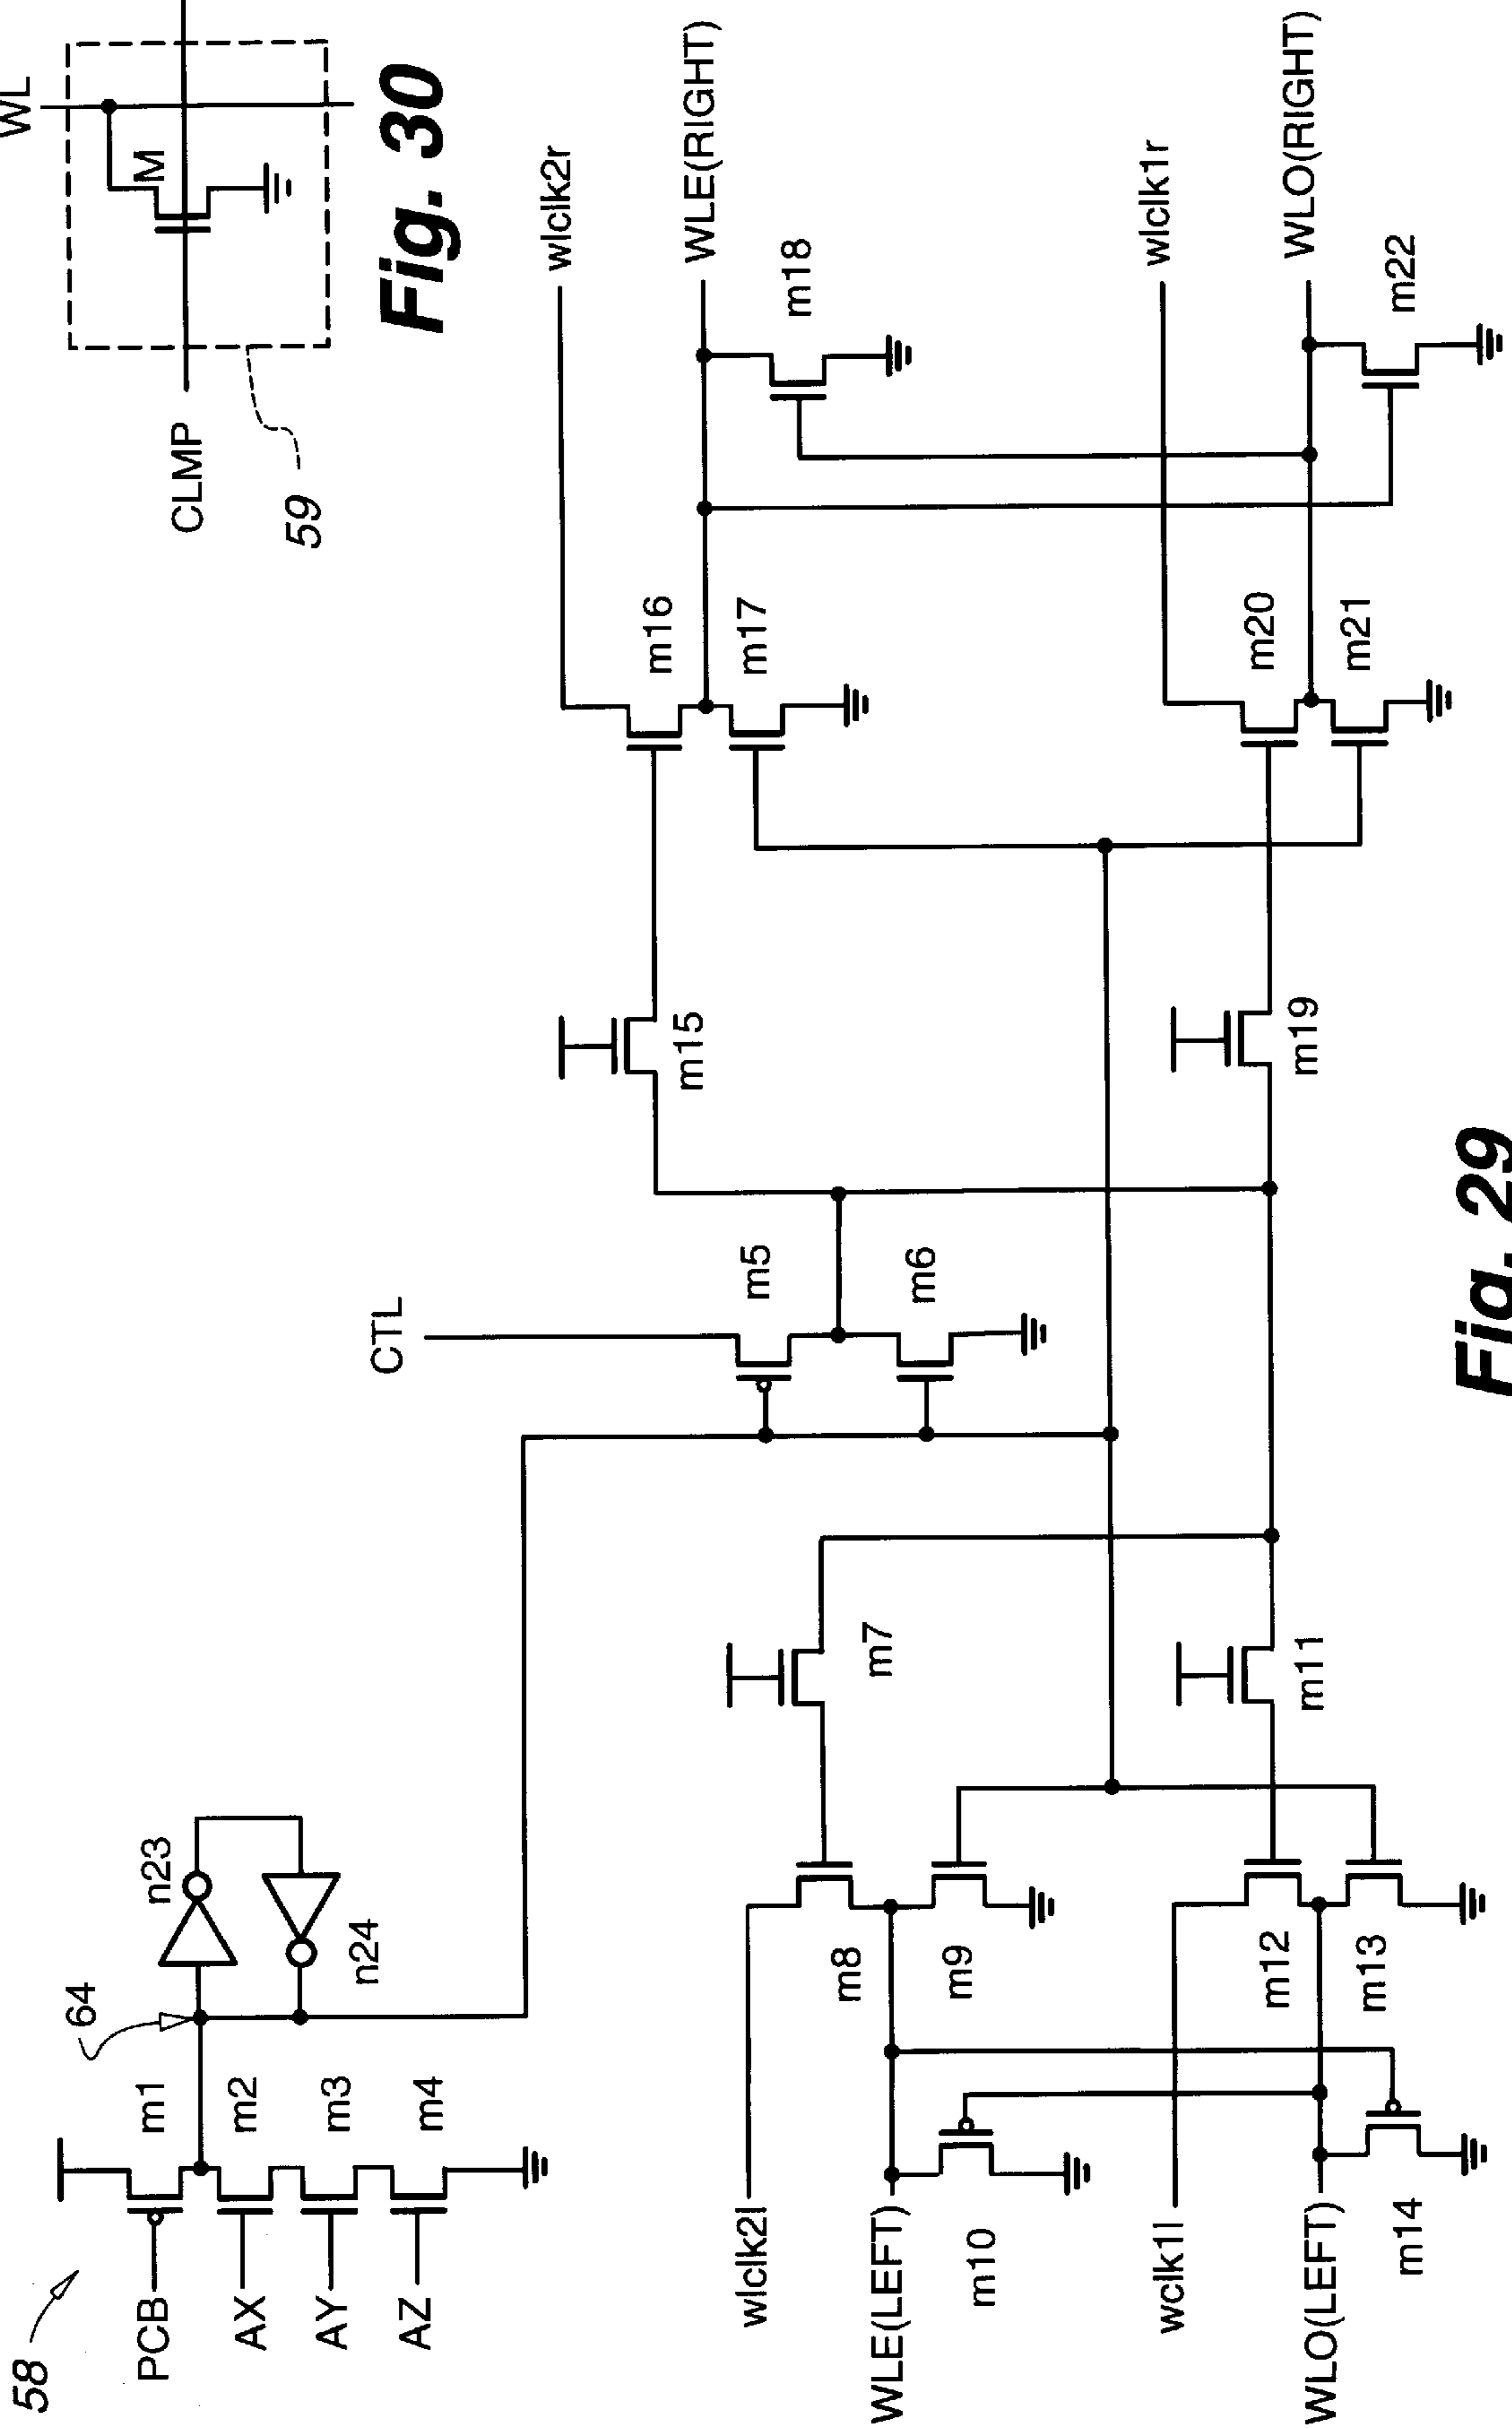 WL
M
CLMP
59
Fig. 30
wlclk2r
WLE(RIGHT)
m18
wlclk1r
WLO(RIGHT)
m22
m16
m17
m20
m21
m15
m19
CTL
m5
m6
m7
m11
58
64
n23
n24
PCB
m1
AX
m2
AY
m3
AZ
m4
wlclk2l
m8
m9
WLE(LEFT)
m10
wclk1l
m12
m13
WLO(LEFT)
m14
Fig. 29